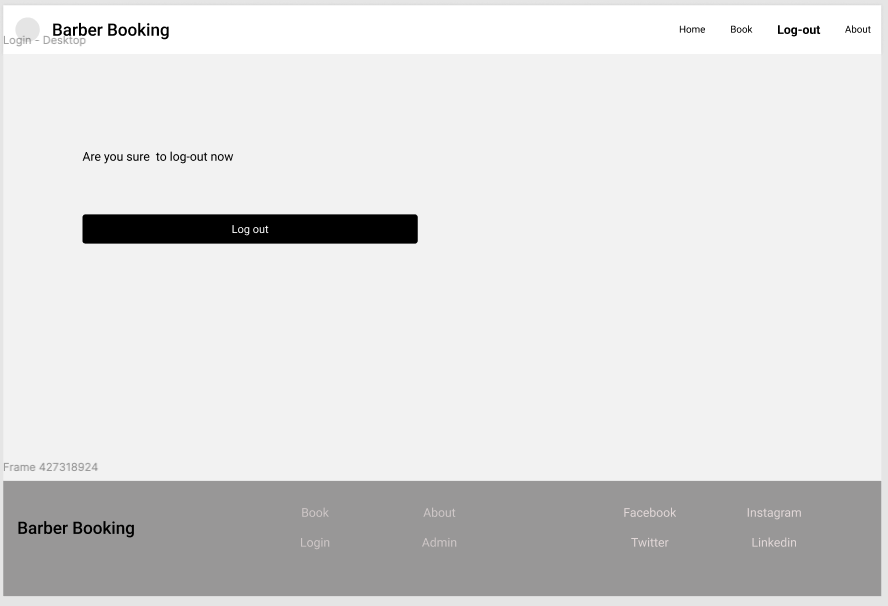 Barber Booking
Login - Desktop
Home Book Log-out About
Are you sure  to log-out now
Log out
Frame 427318924
Barber Booking
Book About Facebook Instagram
Login Admin Twitter Linkedin